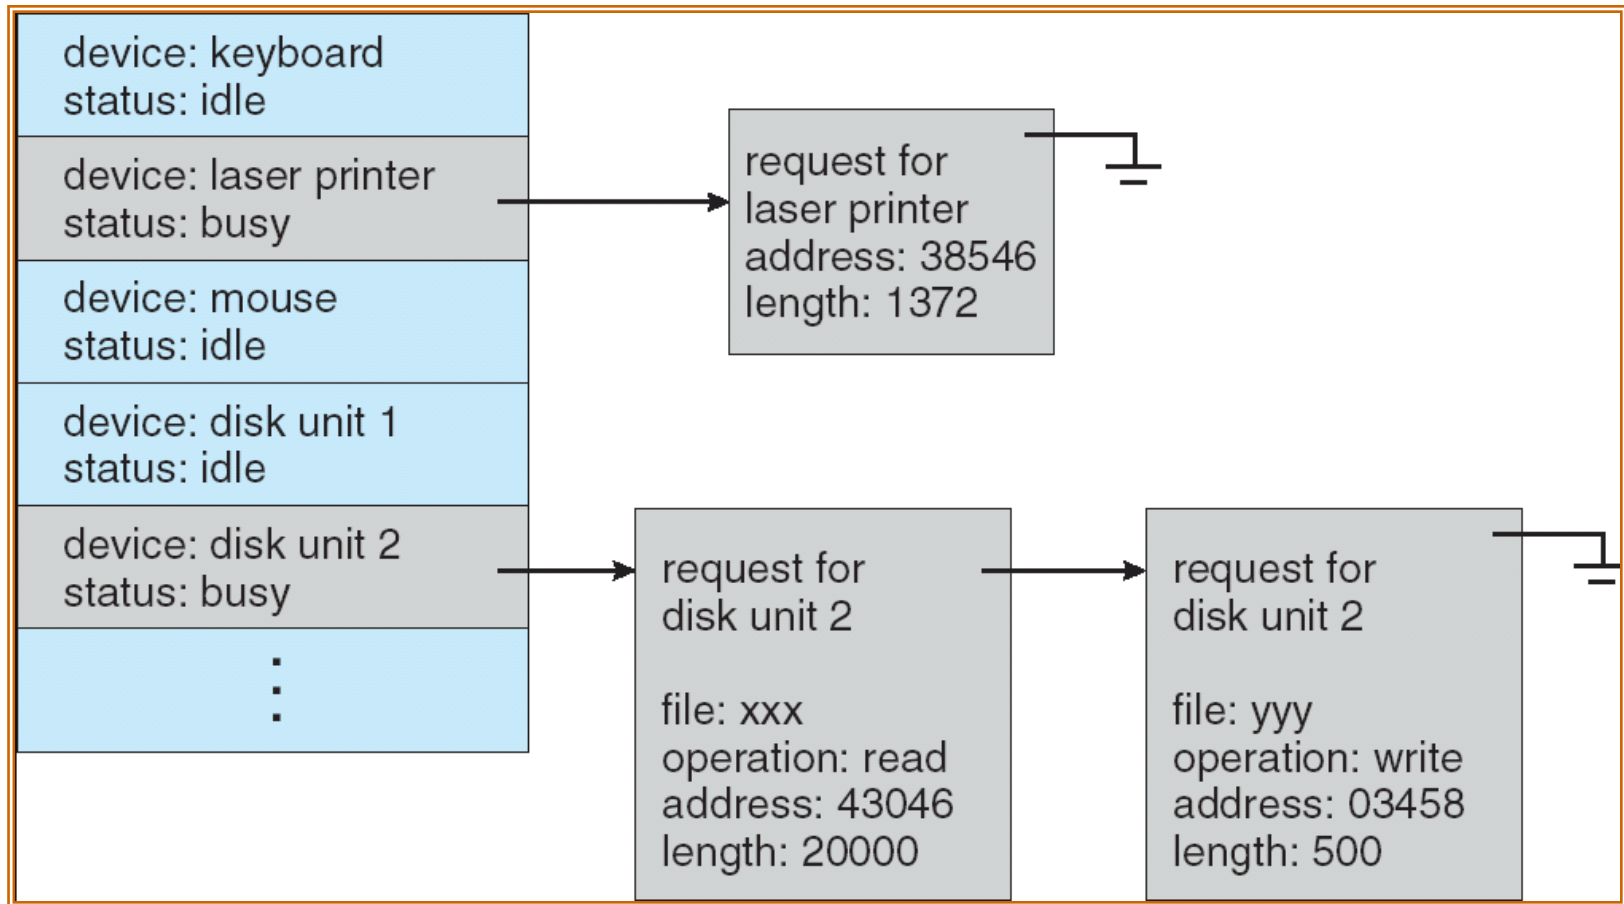 device: keyboard
status: idle
device: laser printer
status: busy
device: mouse
status: idle
device: disk unit 1
status: idle
device: disk unit 2
status: busy
request for
laser printer
address: 38546
length: 1372
request for
disk unit 2
file: xxx
operation: read
address: 43046
length: 20000
request for
disk unit 2
file: yyy
operation: write
address: 03458
length: 500